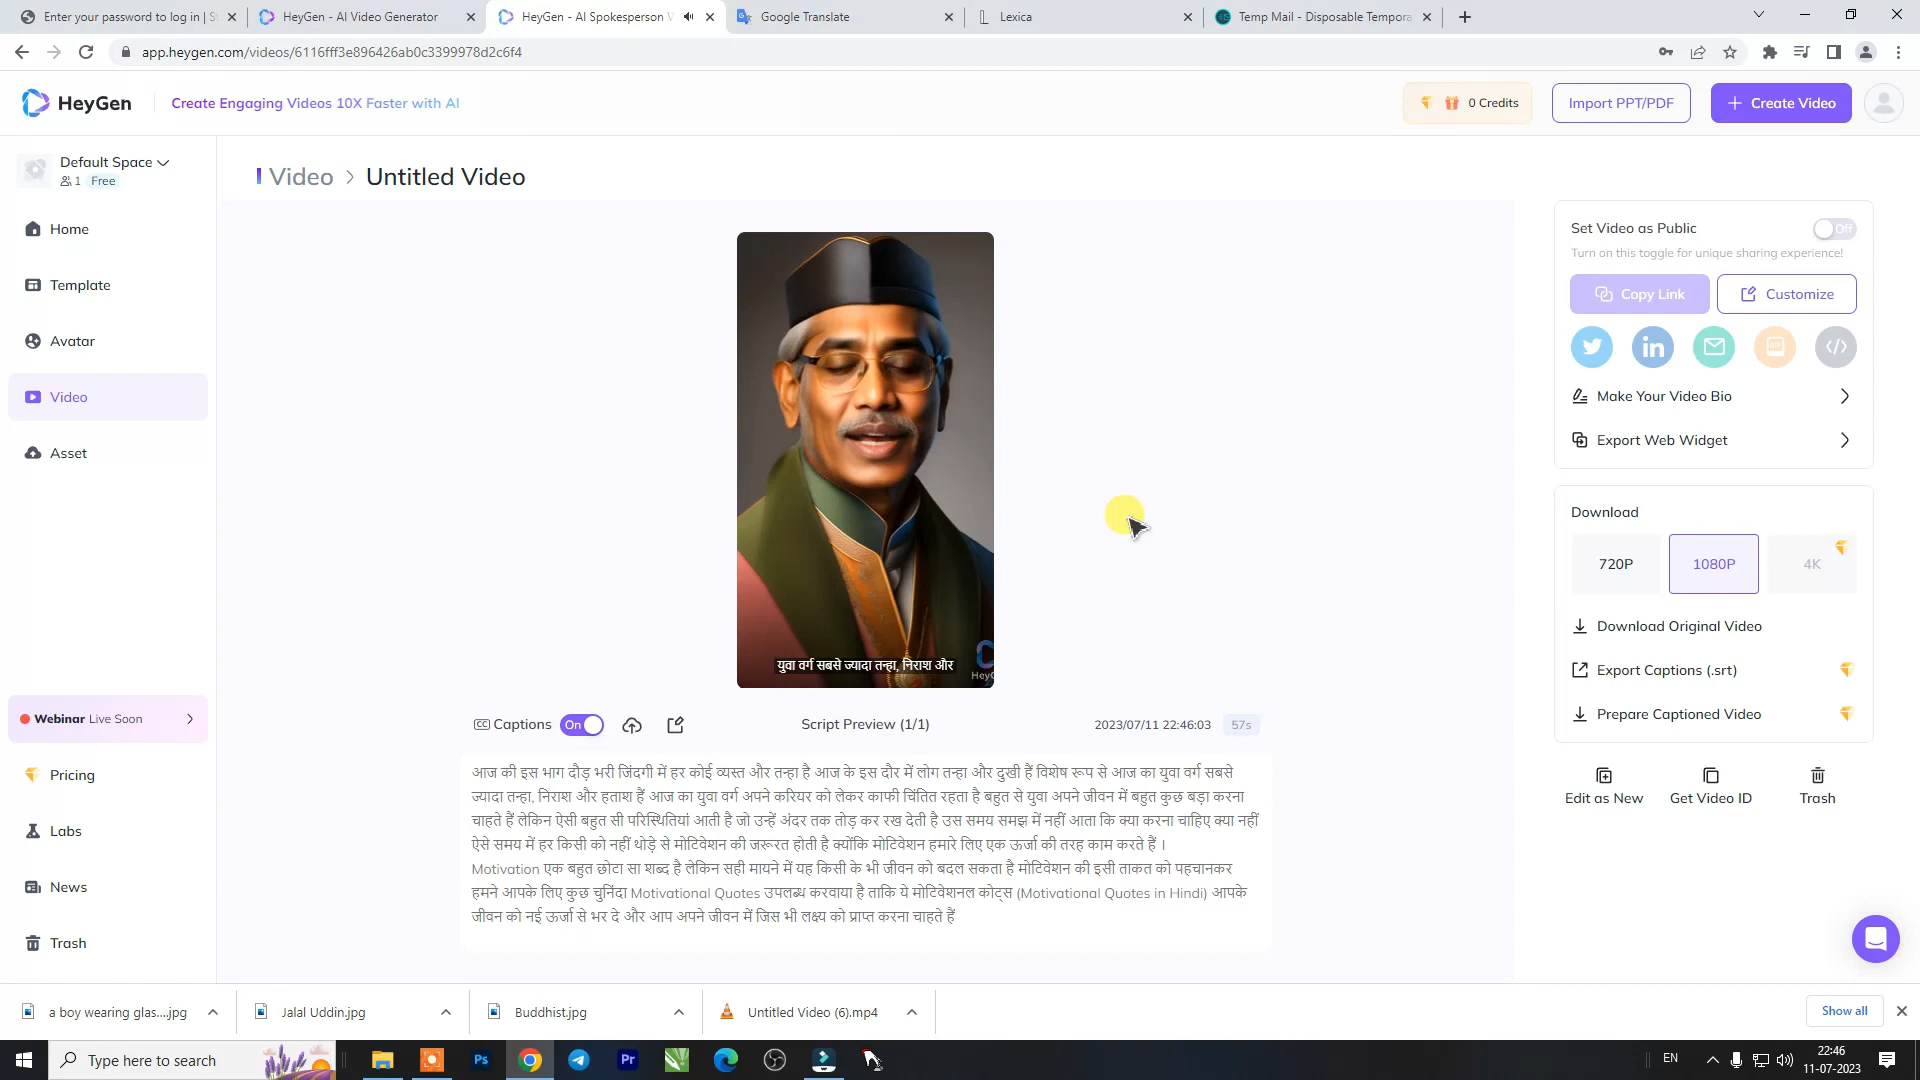 Enter your password to log in | S
HeyGen - AI Video Generator
HeyGen - AI Spokesperson V
Google Translate
Lexica
Temp Mail - Disposable Tempora
app.heygen.com/videos/6116fff3e896426ab0c3399978d2c6f4
HeyGen
Create Engaging Videos 10X Faster with AI
0 Credits
Import PPT/PDF
+ Create Video
Default Space
1 Free
Home
Template
Avatar
Video
Asset
Webinar Live Soon
Pricing
Labs
News
Trash
Video > Untitled Video
युवा वर्ग सबसे ज्यादा तन्हा, निराश और
HeyG
CC Captions On
Script Preview (1/1)
2023/07/11 22:46:03 57s
आज की इस भाग दौड़ भरी जिंदगी में हर कोई व्यस्त और तन्हा है आज के इस दौर में लोग तन्हा और दुखी हैं विशेष रूप से आज का युवा वर्ग सबसे
ज्यादा तन्हा, निराश और हताश हैं आज का युवा वर्ग अपने करियर को लेकर काफी चिंतित रहता है बहुत से युवा अपने जीवन में बहुत कुछ बड़ा करना
चाहते हैं लेकिन ऐसी बहुत सी परिस्थितियां आती है जो उन्हें अंदर तक तोड़ कर रख देती है उस समय समझ में नहीं आता कि क्या करना चाहिए क्या नहीं
ऐसे समय में हर किसी को नहीं थोड़े से मोटिवेशन की जरूरत होती है क्योंकि मोटिवेशन हमारे लिए एक ऊर्जा की तरह काम करते हैं ।
Motivation एक बहुत छोटा सा शब्द है लेकिन सही मायने में यह किसी के भी जीवन को बदल सकता है मोटिवेशन की इसी ताकत को पहचानकर
हमने आपके लिए कुछ चुनिंदा Motivational Quotes उपलब्ध करवाया है ताकि ये मोटिवेशनल कोट्स (Motivational Quotes in Hindi) आपके
जीवन को नई ऊर्जा से भर दे और आप अपने जीवन में जिस भी लक्ष्य को प्राप्त करना चाहते हैं
Set Video as Public Off
Turn on this toggle for unique sharing experience!
Copy Link
Customize
Make Your Video Bio
Export Web Widget
Download
720P
1080P
4K
Download Original Video
Export Captions (.srt)
Prepare Captioned Video
Edit as New
Get Video ID
Trash
a boy wearing glas....jpg
Jalal Uddin.jpg
Buddhist.jpg
Untitled Video (6).mp4
Show all
Type here to search
Ps
Pr
EN
22:46
11-07-2023